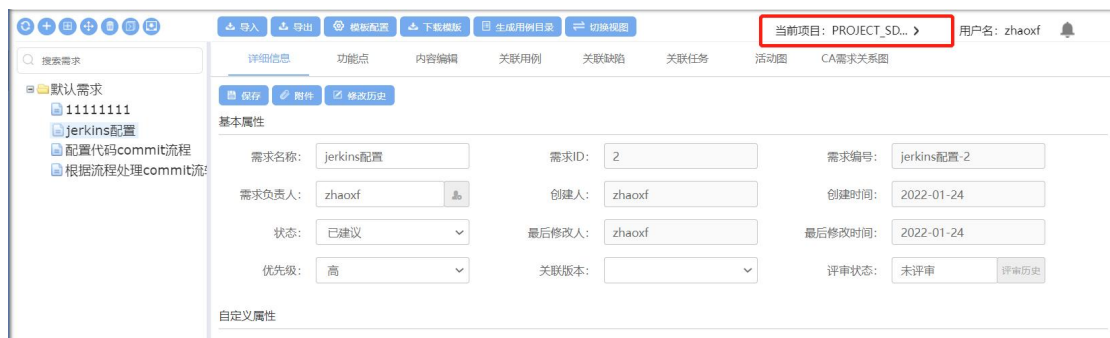 导入 导出 模板配置 下载模版 生成用例目录 切换视图 当前项目：PROJECT_SD... > 用户名：zhaoxf
搜索需求
详细信息 功能点 内容编辑 关联用例 关联缺陷 关联任务 活动图 CA需求关系图
默认需求
11111111
jerkins配置
配置代码commit流程
根据流程处理commit流
保存 附件 修改历史
基本属性
需求名称： jerkins配置 需求ID： 2 需求编号： jerkins配置-2
需求负责人： zhaoxf 创建人： zhaoxf 创建时间： 2022-01-24
状态： 已建议 最后修改人： zhaoxf 最后修改时间： 2022-01-24
优先级： 高 关联版本： 评审状态： 未评审 评审历史
自定义属性